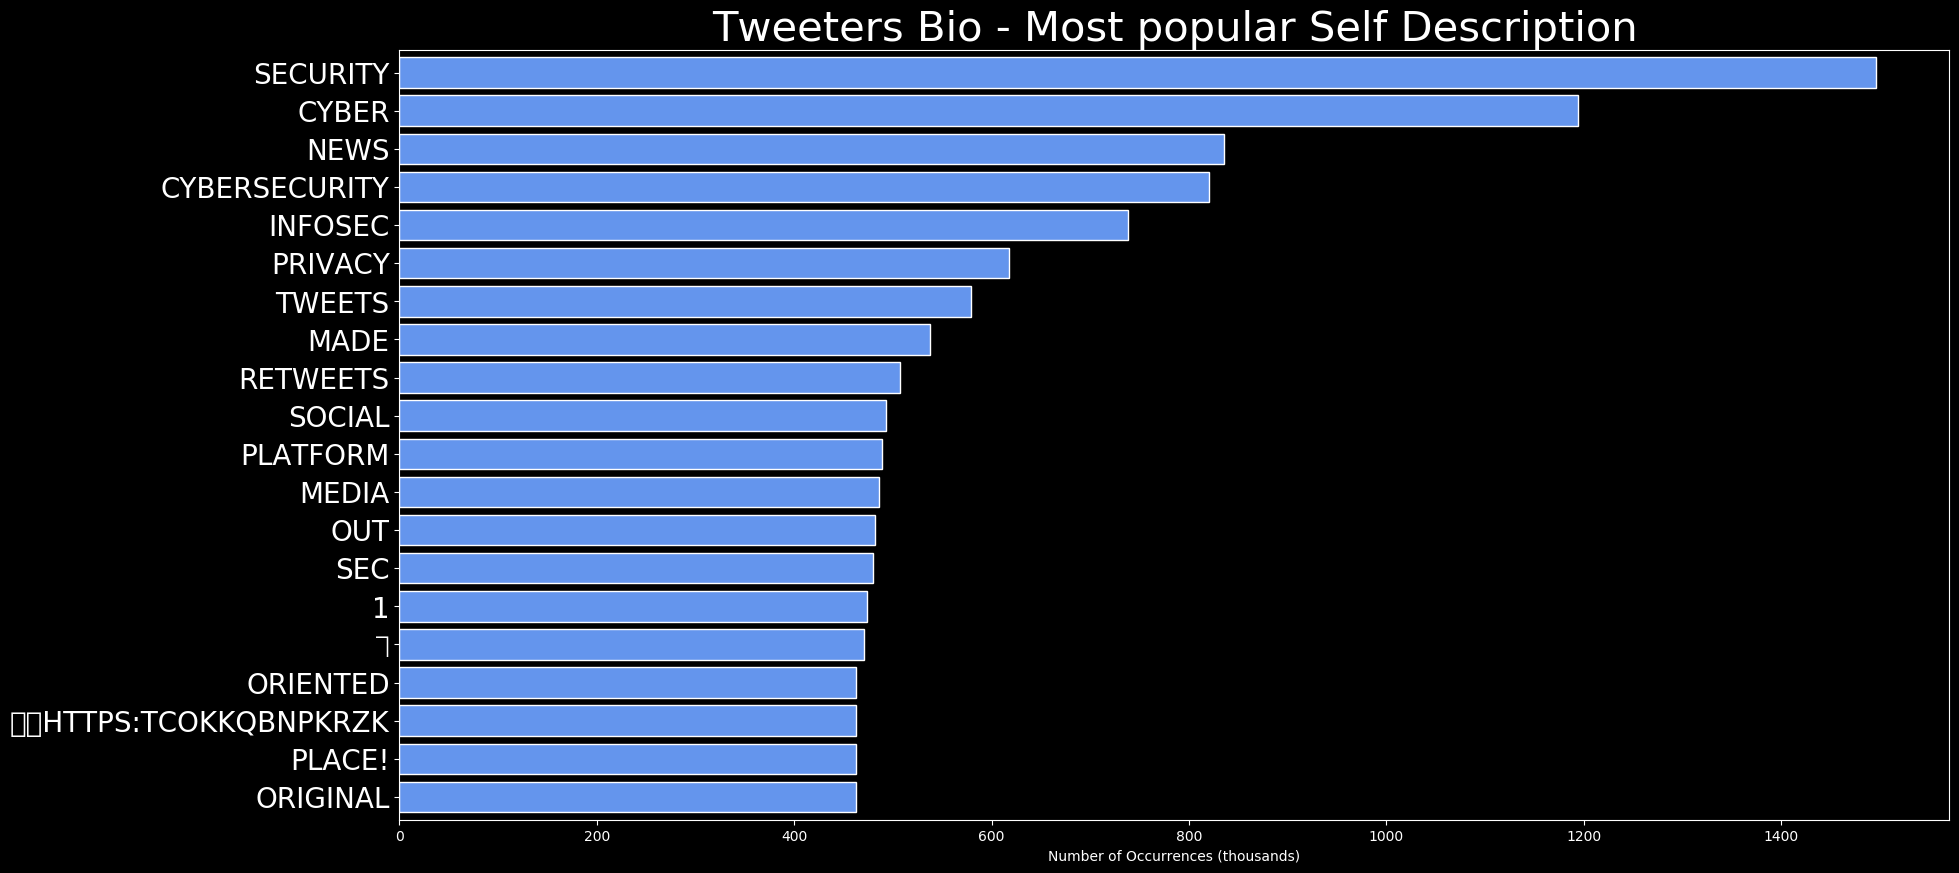 Tweeters Bio - Most popular Self Description
SECURITY
CYBER
NEWS
CYBERSECURITY
INFOSEC
PRIVACY
TWEETS
MADE
RETWEETS
SOCIAL
PLATFORM
MEDIA
OUT
SEC
1
ORIENTED
HTTPS:TCOKKQBNPKRZK
PLACE!
ORIGINAL
0 200 400 600 800 1000 1200 1400
Number of Occurrences (thousands)